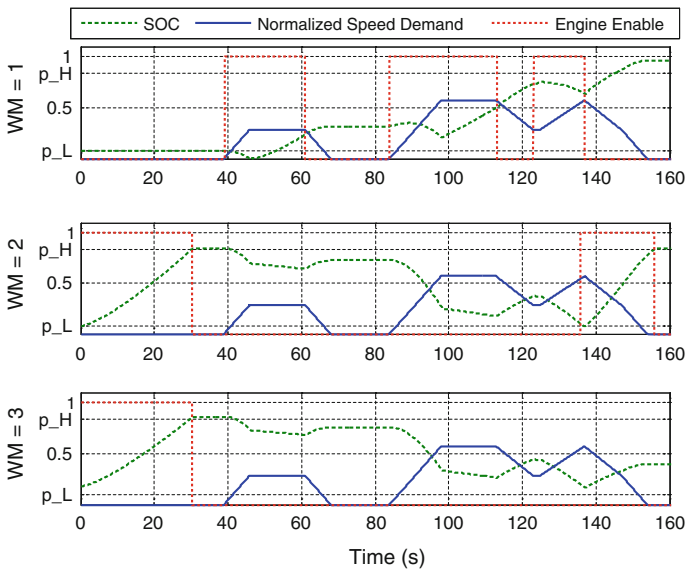 SOC Normalized Speed Demand Engine Enable
WM = 1
1
p_H
0.5
p_L
0 20 40 60 80 100 120 140 160
WM = 2
1
p_H
0.5
p_L
0 20 40 60 80 100 120 140 160
WM = 3
1
p_H
0.5
p_L
0 20 40 60 80 100 120 140 160
Time (s)